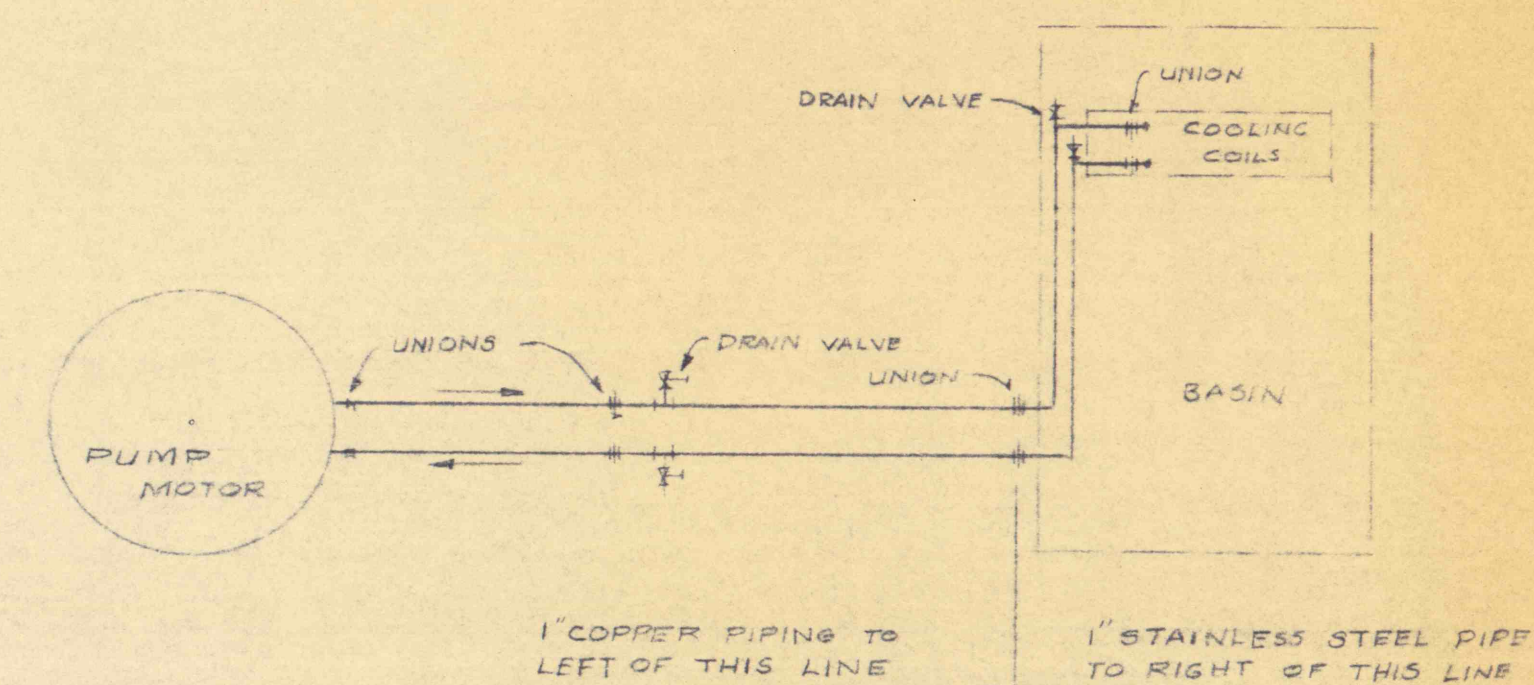 UNION
DRAIN VALVE
COOLING
COILS
UNIONS
DRAIN VALVE
UNION
BASIN
PUMP
MOTOR
1" COPPER PIPING TO
LEFT OF THIS LINE
1" STAINLESS STEEL PIPE
TO RIGHT OF THIS LINE